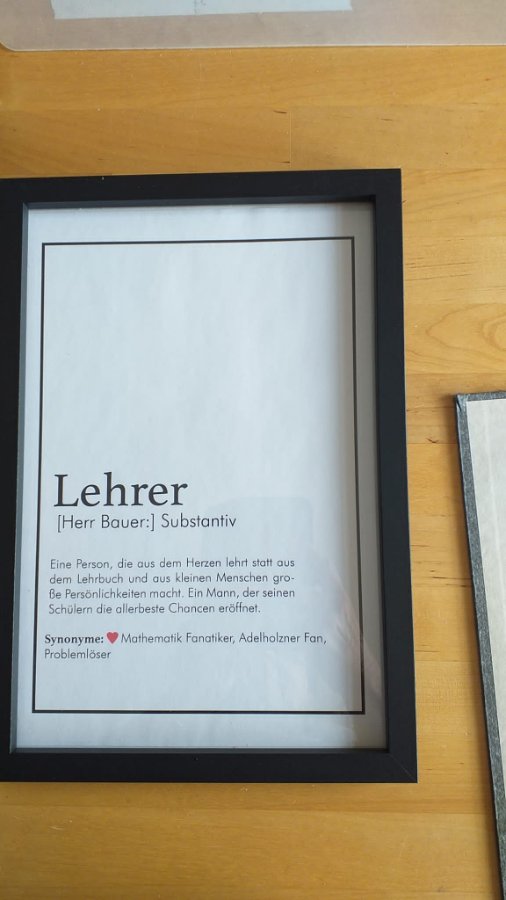 Lehrer
[Herr Bauer:] Substantiv
Eine Person, die aus dem Herzen lehrt statt aus
dem Lehrbuch und aus kleinen Menschen gro-
ße Persönlichkeiten macht. Ein Mann, der seinen
Schülern die allerbeste Chancen eröffnet.
Synonyme: ♥ Mathematik Fanatiker, Adelholzner Fan,
Problemlöser